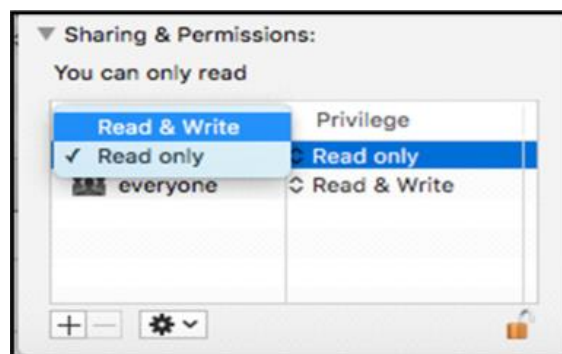 Sharing & Permissions:
You can only read
Read & Write
Privilege
✓ Read only
Read only
everyone
Read & Write